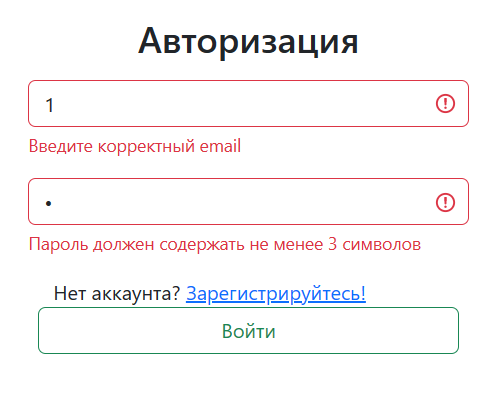 Авторизация
1
Введите корректный email
•
Пароль должен содержать не менее 3 символов
Нет аккаунта? Зарегистрируйтесь!
Войти